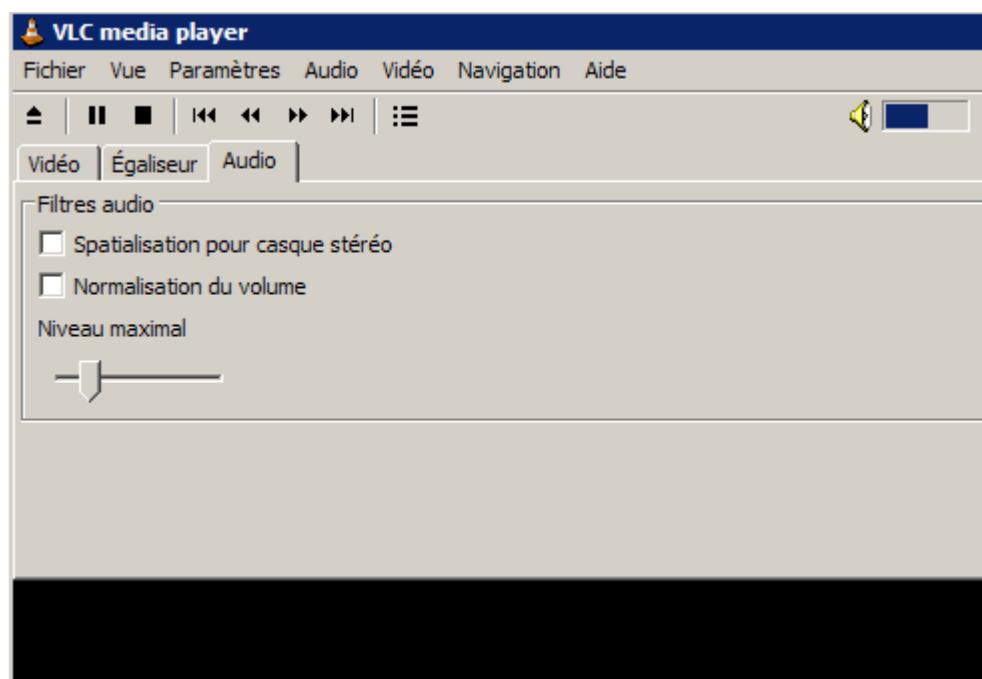 VLC media player
Fichier Vue Paramètres Audio Vidéo Navigation Aide
Vidéo Égaliseur Audio
Filtres audio
Spatialisation pour casque stéréo
Normalisation du volume
Niveau maximal